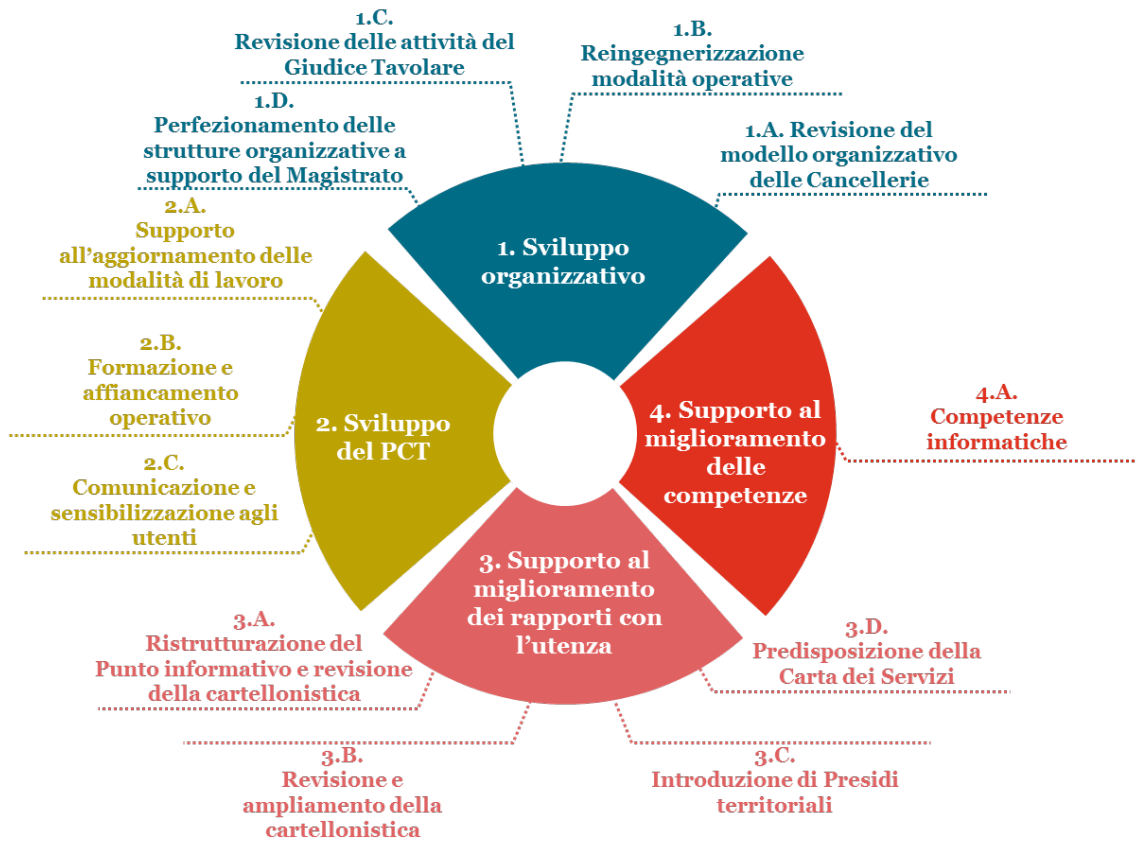 1.C.
Revisione delle attività del
Giudice Tavolare
1.B.
Reingegnerizzazione
modalità operative
1.D.
Perfezionamento delle
strutture organizzative a
supporto del Magistrato
1.A. Revisione del
modello organizzativo
delle Cancellerie
2.A.
Supporto
all'aggiornamento delle
modalità di lavoro
1. Sviluppo
organizzativo
2.B.
Formazione e
affiancamento
operativo
2. Sviluppo
del PCT
4. Supporto al
miglioramento
delle
competenze
4.A.
Competenze
informatiche
2.C.
Comunicazione e
sensibilizzazione agli
utenti
3. Supporto al
miglioramento
dei rapporti con
l'utenza
3.A.
Ristrutturazione del
Punto informativo e revisione
della cartellonistica
3.D.
Predisposizione della
Carta dei Servizi
3.B.
Revisione e
ampliamento della
cartellonistica
3.C.
Introduzione di Presidi
territoriali